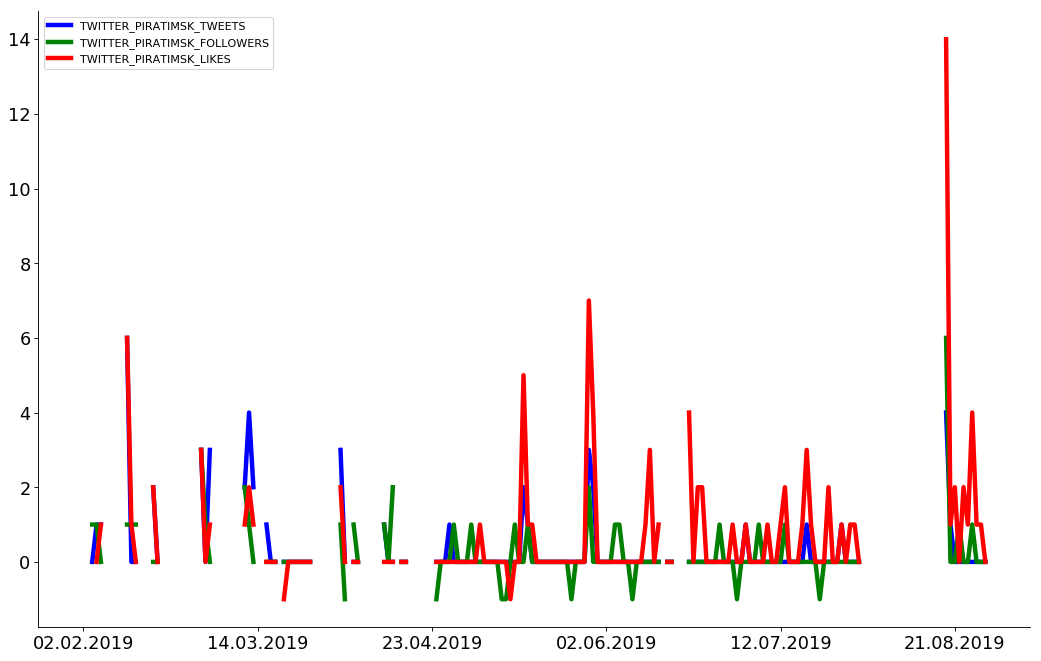 TWITTER_PIRATIMSK_TWEETS
TWITTER_PIRATIMSK_FOLLOWERS
TWITTER_PIRATIMSK_LIKES
14
12
10
8
6
4
2
0
02.02.2019 14.03.2019 23.04.2019 02.06.2019 12.07.2019 21.08.2019